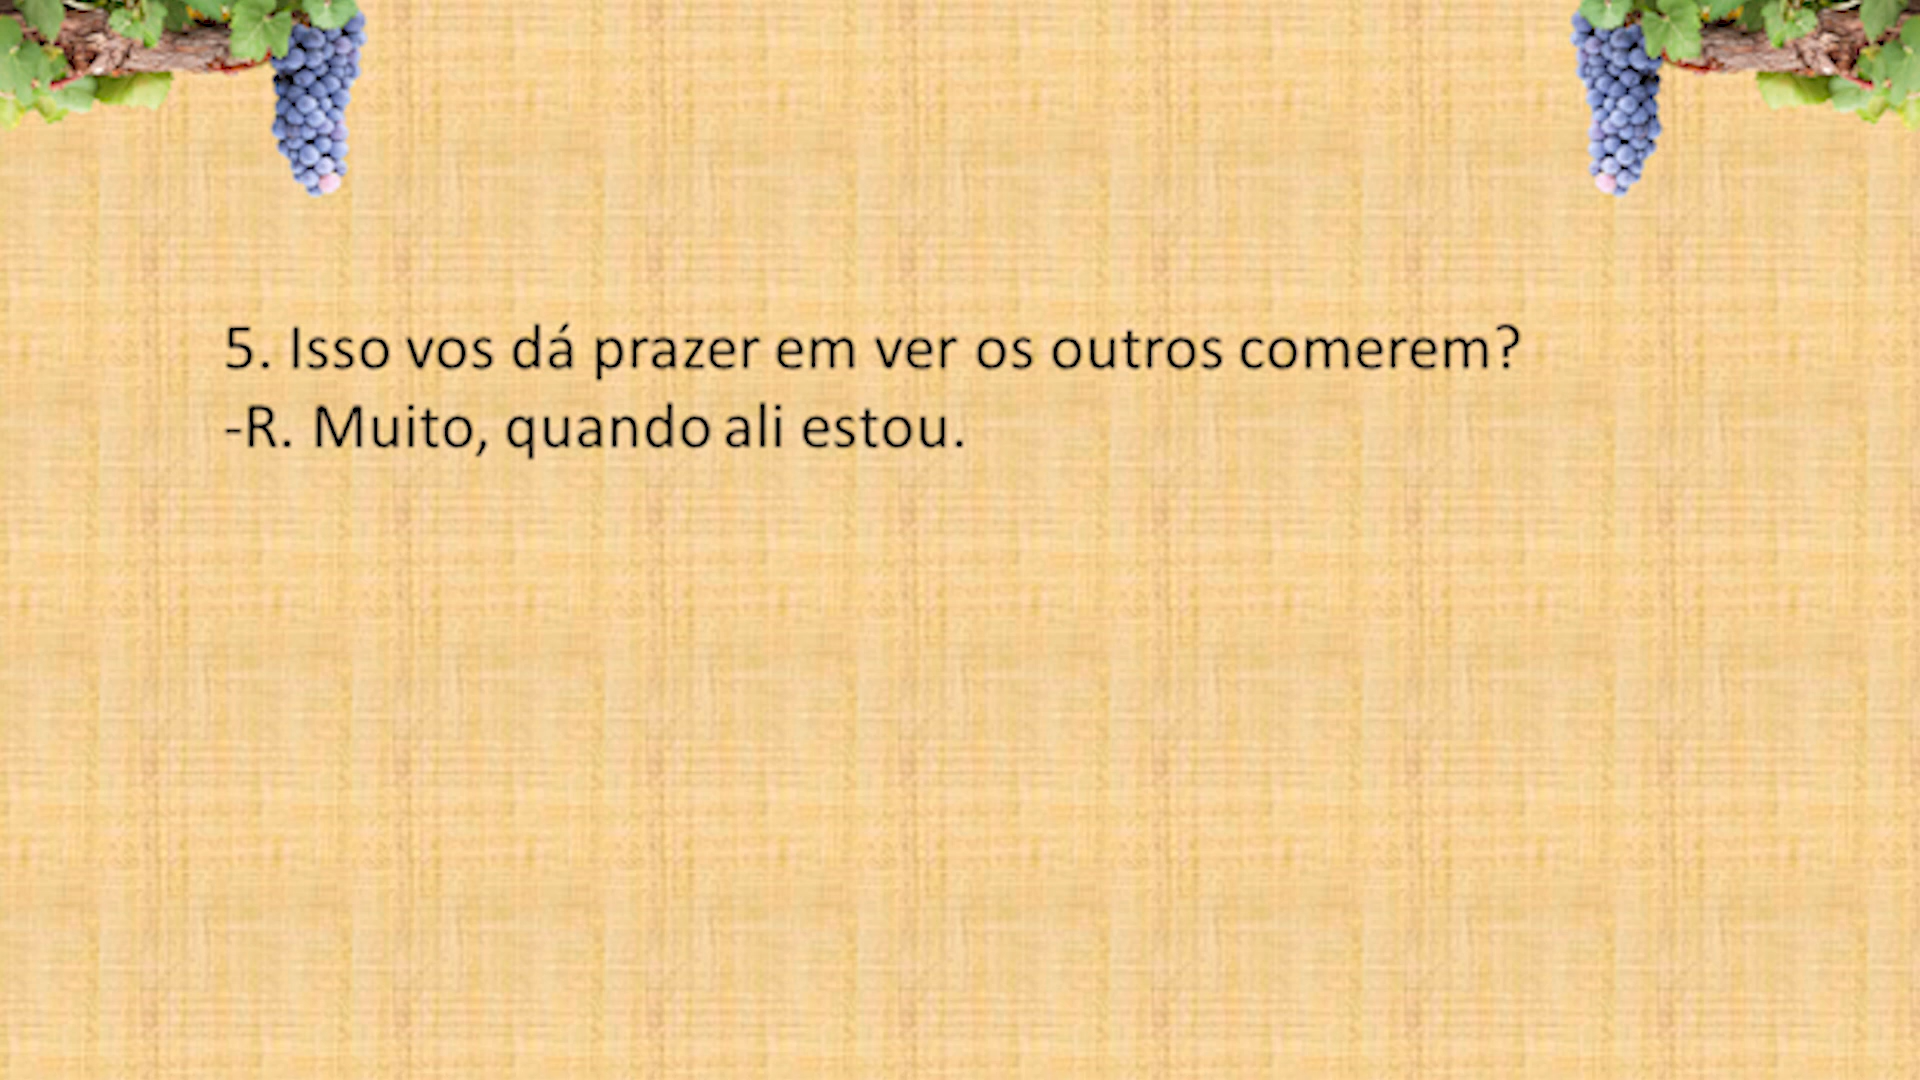 5. Isso vos dá prazer em ver os outros comerem?
-R. Muito, quando ali estou.